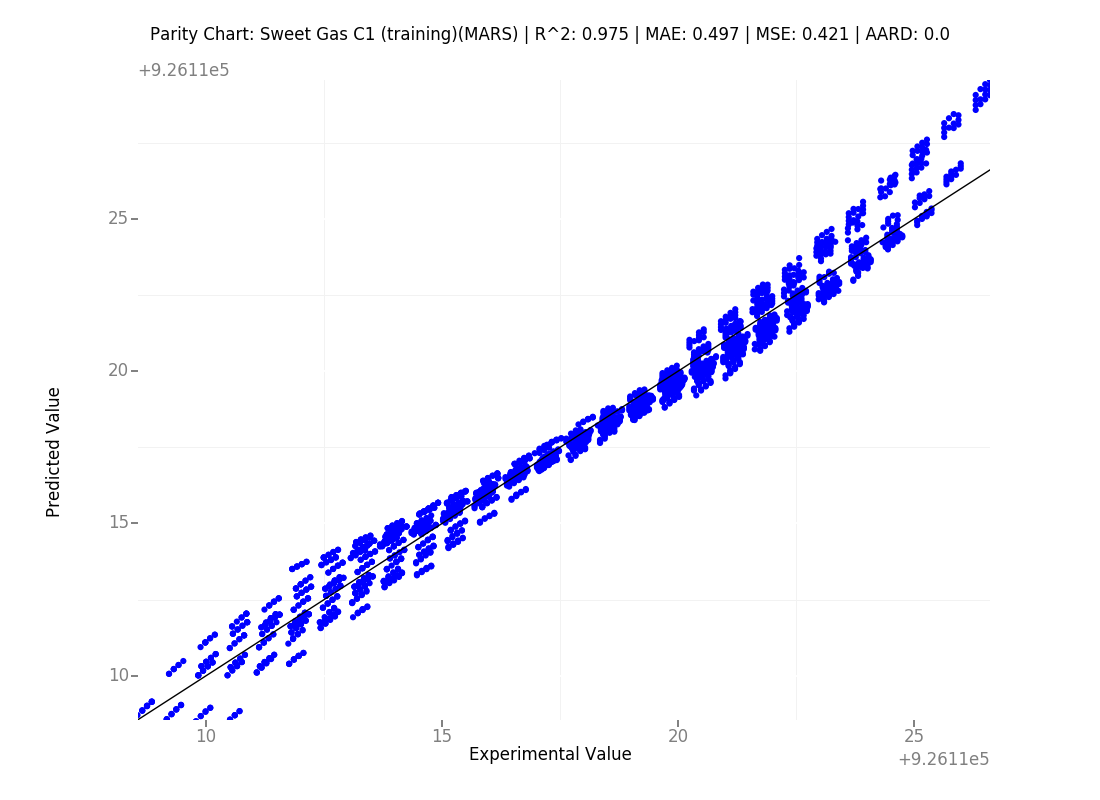 Parity Chart: Sweet Gas C1 (training)(MARS) | R^2: 0.975 | MAE: 0.497 | MSE: 0.421 | AARD: 0.0
+9.2611e5
25
20
15
10
Predicted Value
10 15 20 25
Experimental Value
+9.2611e5